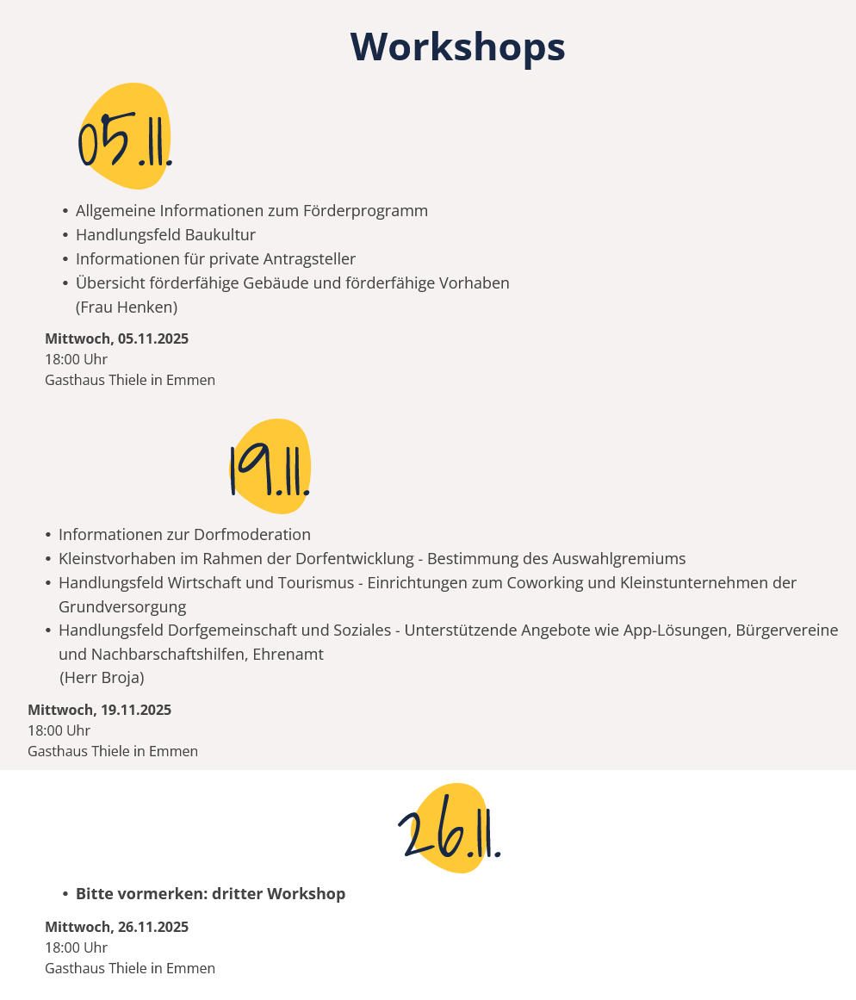 Workshops
05.11.
• Allgemeine Informationen zum Förderprogramm
• Handlungsfeld Baukultur
• Informationen für private Antragsteller
• Übersicht förderfähige Gebäude und förderfähige Vorhaben
(Frau Henken)
Mittwoch, 05.11.2025
18:00 Uhr
Gasthaus Thiele in Emmen
19.11.
• Informationen zur Dorfmoderation
• Kleinstvorhaben im Rahmen der Dorfentwicklung - Bestimmung des Auswahlgremiums
• Handlungsfeld Wirtschaft und Tourismus - Einrichtungen zum Coworking und Kleinstunternehmen der
Grundversorgung
• Handlungsfeld Dorfgemeinschaft und Soziales - Unterstützende Angebote wie App-Lösungen, Bürgervereine
und Nachbarschaftshilfen, Ehrenamt
(Herr Broja)
Mittwoch, 19.11.2025
18:00 Uhr
Gasthaus Thiele in Emmen
26.11.
• Bitte vormerken: dritter Workshop
Mittwoch, 26.11.2025
18:00 Uhr
Gasthaus Thiele in Emmen